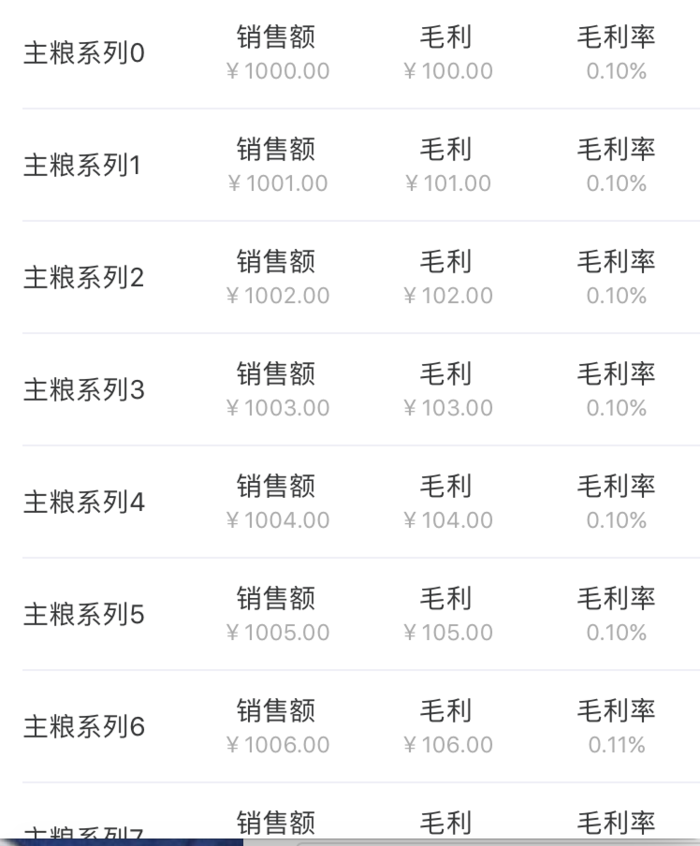 主粮系列0
销售额 毛利 毛利率
¥ 1000.00 ¥ 100.00 0.10%
主粮系列1
销售额 毛利 毛利率
¥ 1001.00 ¥ 101.00 0.10%
主粮系列2
销售额 毛利 毛利率
¥ 1002.00 ¥ 102.00 0.10%
主粮系列3
销售额 毛利 毛利率
¥ 1003.00 ¥ 103.00 0.10%
主粮系列4
销售额 毛利 毛利率
¥ 1004.00 ¥ 104.00 0.10%
主粮系列5
销售额 毛利 毛利率
¥ 1005.00 ¥ 105.00 0.10%
主粮系列6
销售额 毛利 毛利率
¥ 1006.00 ¥ 106.00 0.11%
主粮系列7
销售额 毛利 毛利率